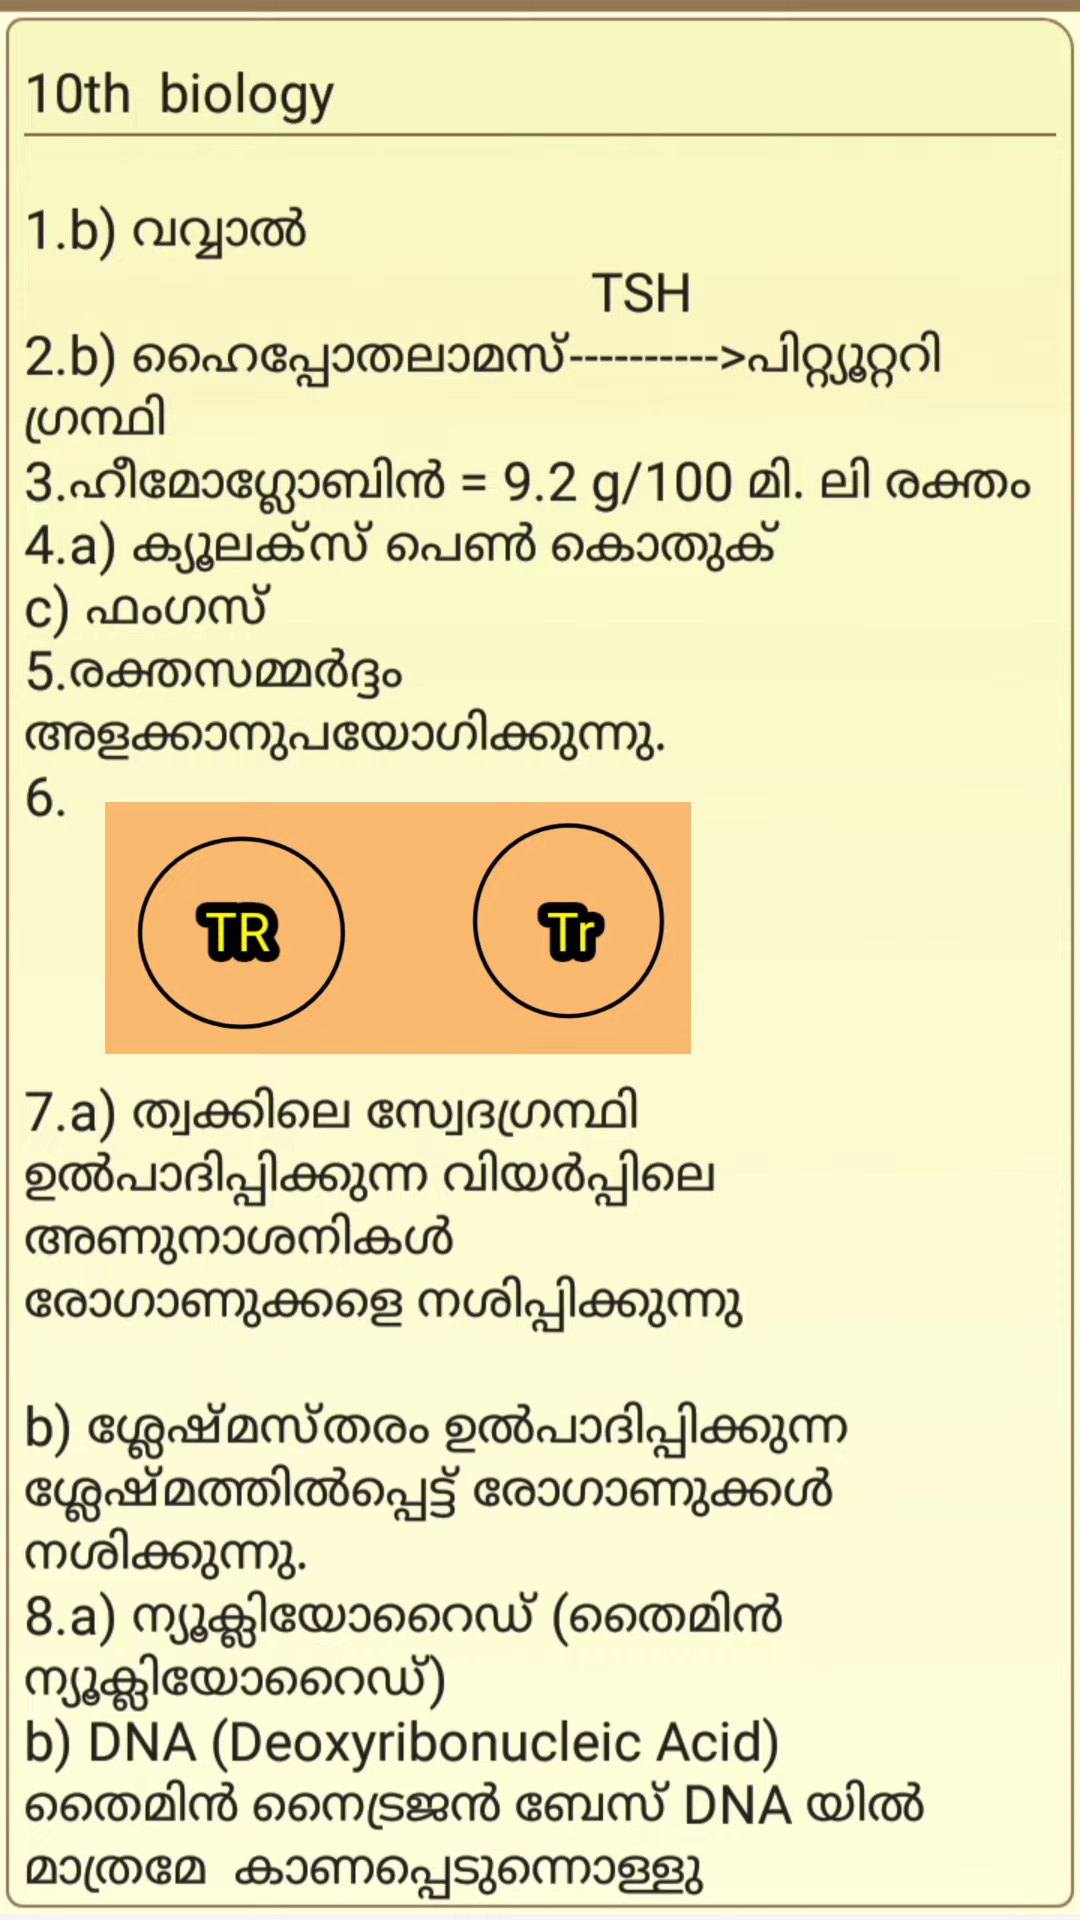 10th  biology
1.b) വവ്വാൽ
TSH
2.b) ഹൈപ്പോതലാമസ്---------->പിറ്റ്യൂറ്ററി
ഗ്രന്ഥി
3.ഹീമോഗ്ലോബിൻ = 9.2 g/100 മി. ലി രക്തം
4.a) ക്യൂലക്സ് പെൺ കൊതുക്
c) ഫംഗസ്
5.രക്തസമ്മർദ്ദം
അളക്കാനുപയോഗിക്കുന്നു.
6.
TR Tr
7.a) ത്വക്കിലെ സ്വേദഗ്രന്ഥി
ഉൽപാദിപ്പിക്കുന്ന വിയർപ്പിലെ
അണുനാശനികൾ
രോഗാണുക്കളെ നശിപ്പിക്കുന്നു
b) ശ്ലേഷ്മസ്തരം ഉൽപാദിപ്പിക്കുന്ന
ശ്ലേഷ്മത്തിൽപ്പെട്ട് രോഗാണുക്കൾ
നശിക്കുന്നു.
8.a) ന്യൂക്ലിയോറൈഡ് (തൈമിൻ
ന്യൂക്ലിയോറൈഡ്)
b) DNA (Deoxyribonucleic Acid)
തൈമിൻ നൈട്രജൻ ബേസ് DNA യിൽ
മാത്രമേ  കാണപ്പെടുന്നൊള്ളു